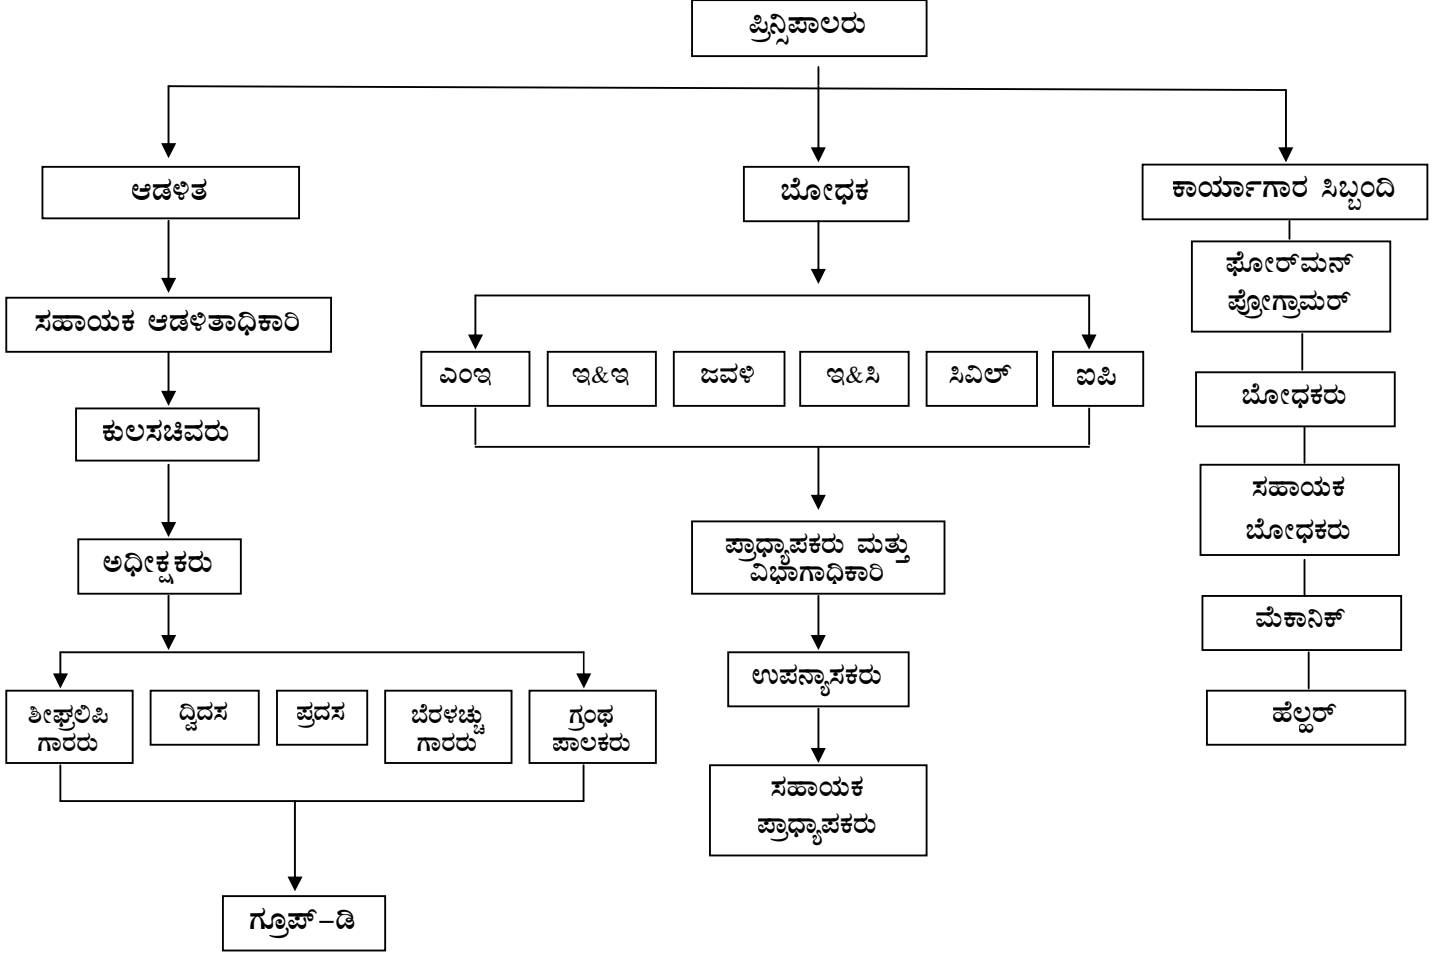 ಪ್ರಿನ್ಸಿಪಾಲರು
ಆಡಳಿತ
ಬೋಧಕ
ಕಾರ್ಯಾಗಾರ ಸಿಬ್ಬಂದಿ
ಫೋರ್‌ಮನ್
ಪ್ರೋಗ್ರಾಮರ್
ಸಹಾಯಕ ಆಡಳಿತಾಧಿಕಾರಿ
ಎಂಇ
ಇ&ಇ
ಜವಳಿ
ಇ&ಸಿ
ಸಿವಿಲ್
ಐಪಿ
ಬೋಧಕರು
ಕುಲಸಚಿವರು
ಸಹಾಯಕ
ಬೋಧಕರು
ಅಧೀಕ್ಷಕರು
ಪ್ರಾಧ್ಯಾಪಕರು ಮತ್ತು
ವಿಭಾಗಾಧಿಕಾರಿ
ಮೆಕಾನಿಕ್
ಉಪನ್ಯಾಸಕರು
ಹೆಲ್ಪರ್
ಶೀಘ್ರಲಿಪಿ
ಗಾರರು
ದ್ವಿದಸ
ಪ್ರದಸ
ಬೆರಳಚ್ಚು
ಗಾರರು
ಗ್ರಂಥ
ಪಾಲಕರು
ಸಹಾಯಕ
ಪ್ರಾಧ್ಯಾಪಕರು
ಗ್ರೂಪ್-ಡಿ